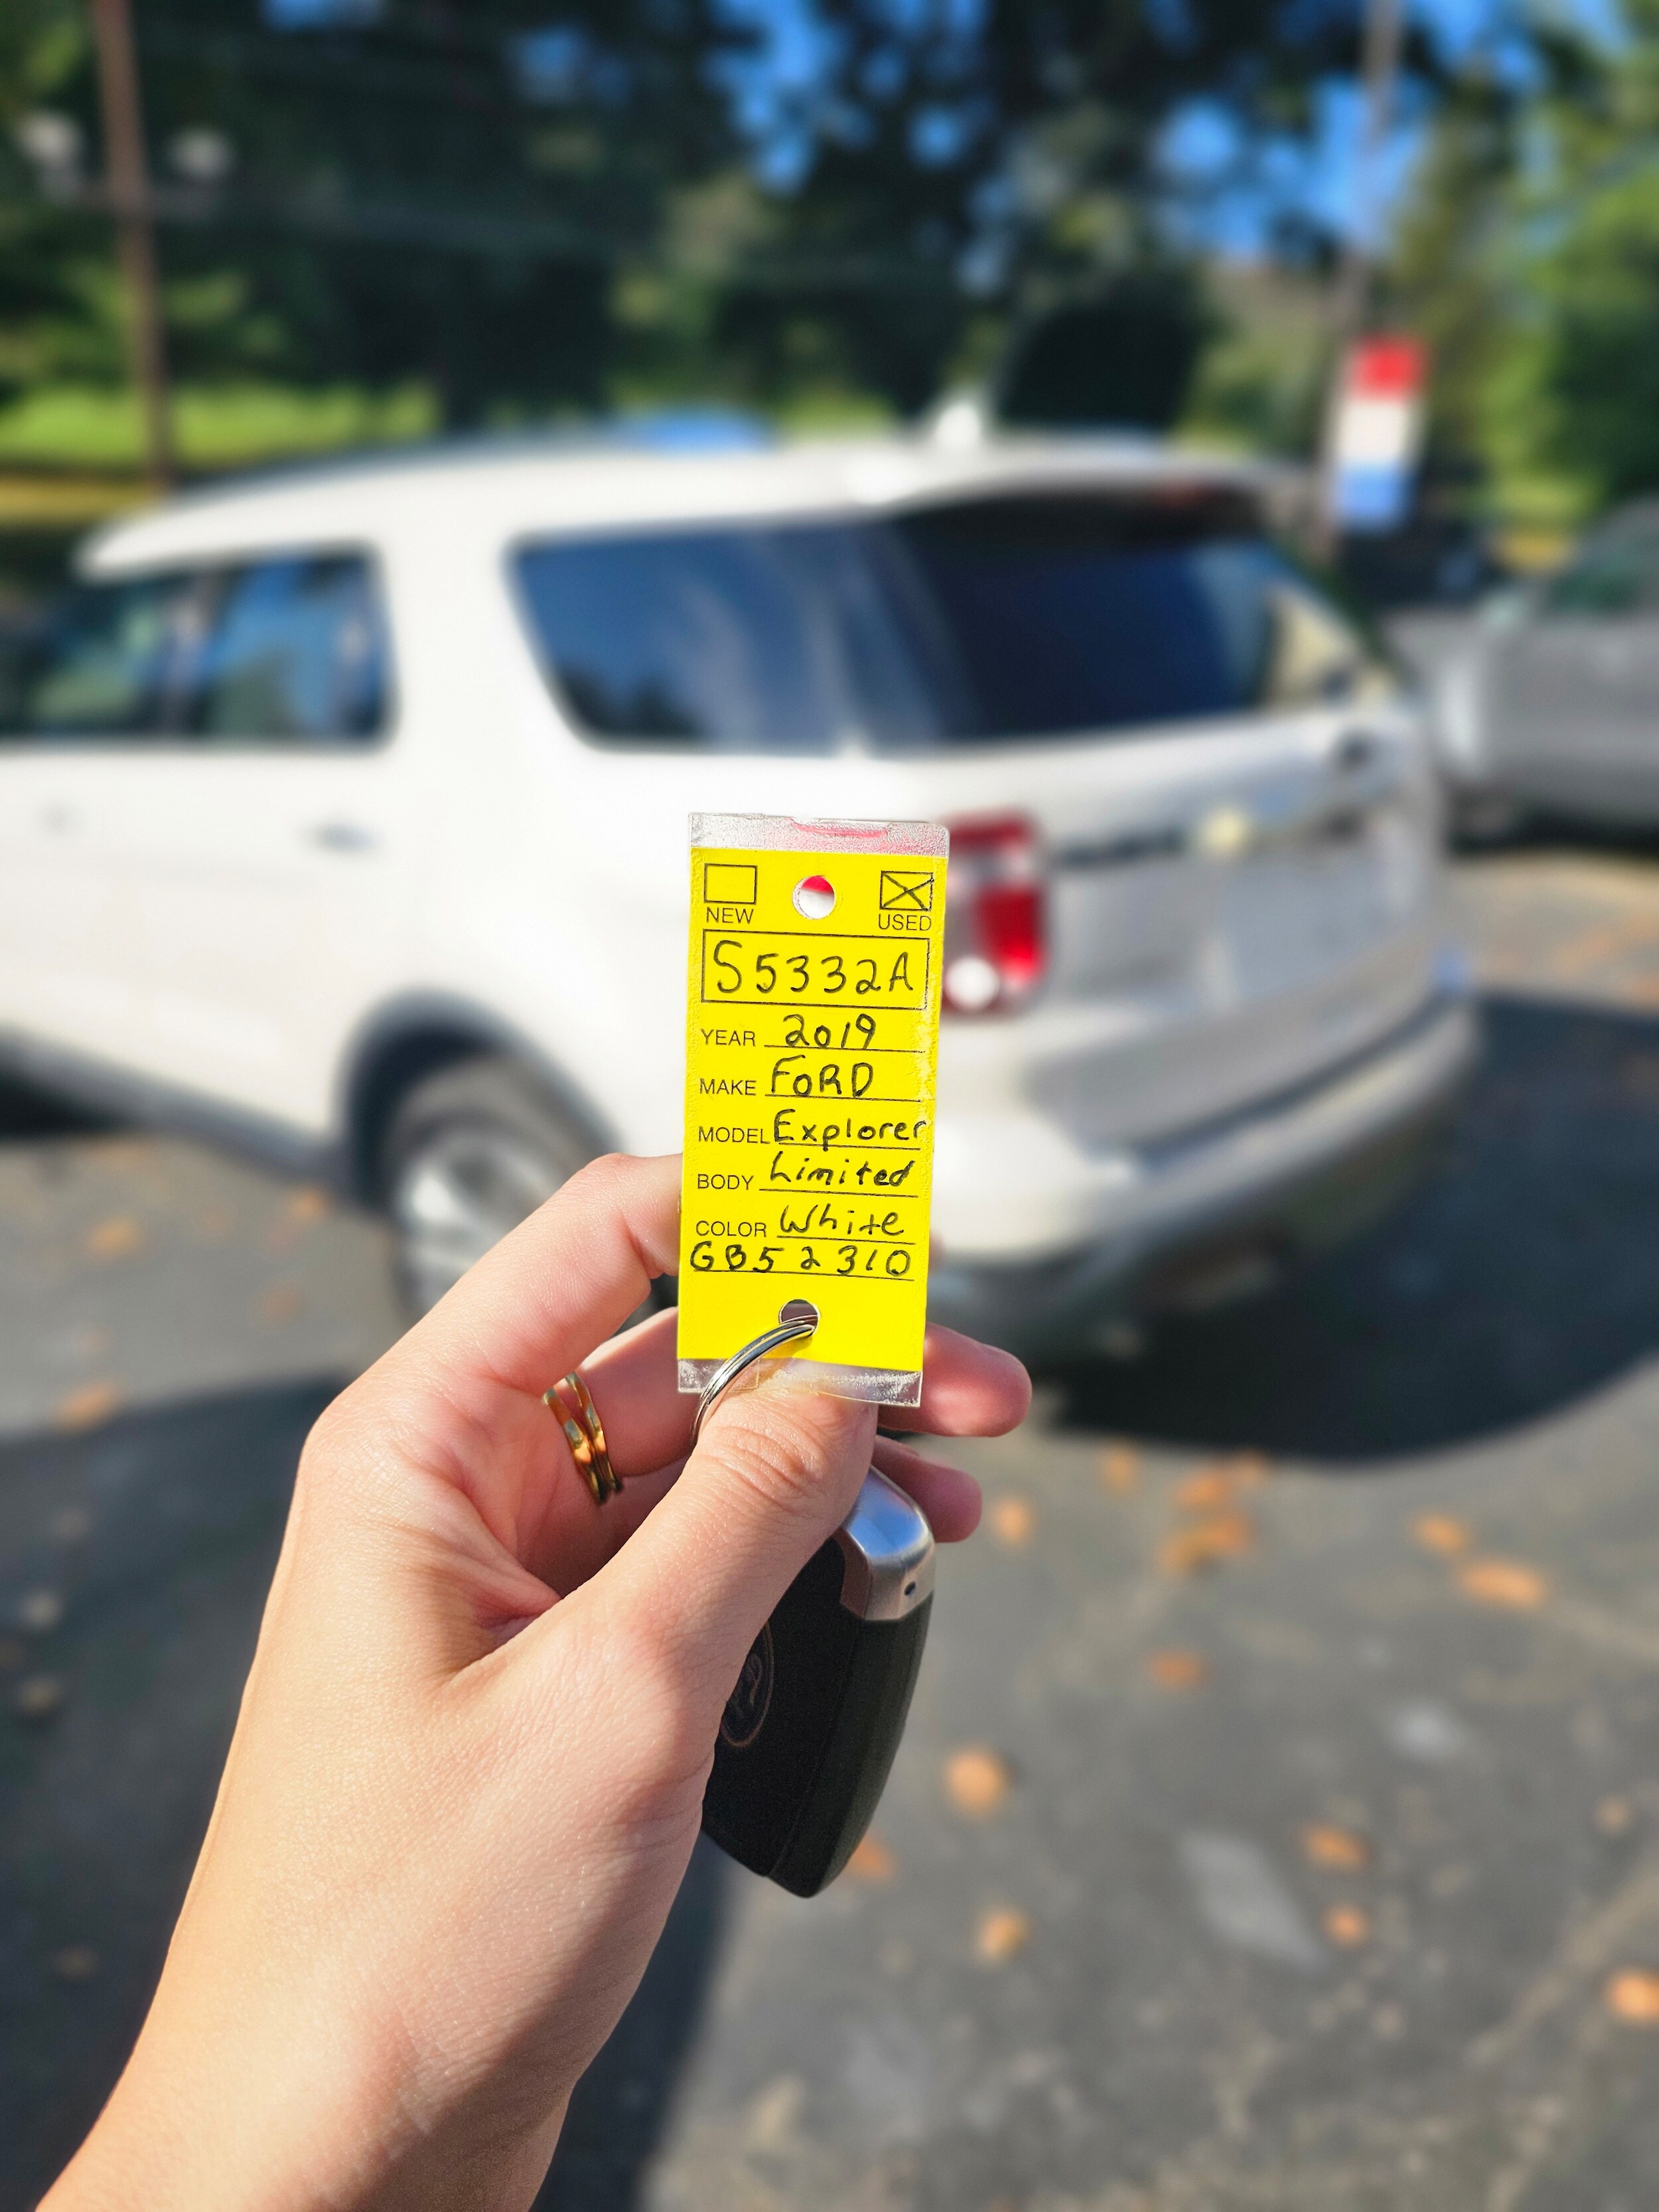 NEW USED
S5332A
YEAR 2019
MAKE FORD
MODEL Explorer
BODY Limited
COLOR White
GB52310